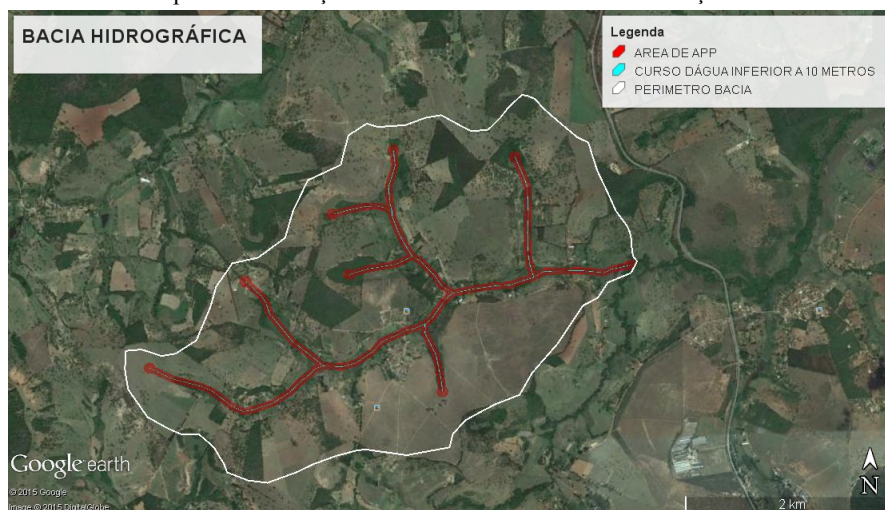 BACIA HIDROGRÁFICA
Legenda
AREA DE APP
CURSO DÁGUA INFERIOR A 10 METROS
PERIMETRO BACIA
Google earth
© 2015 Google
Image © 2015 DigitalGlobe
N
2 km